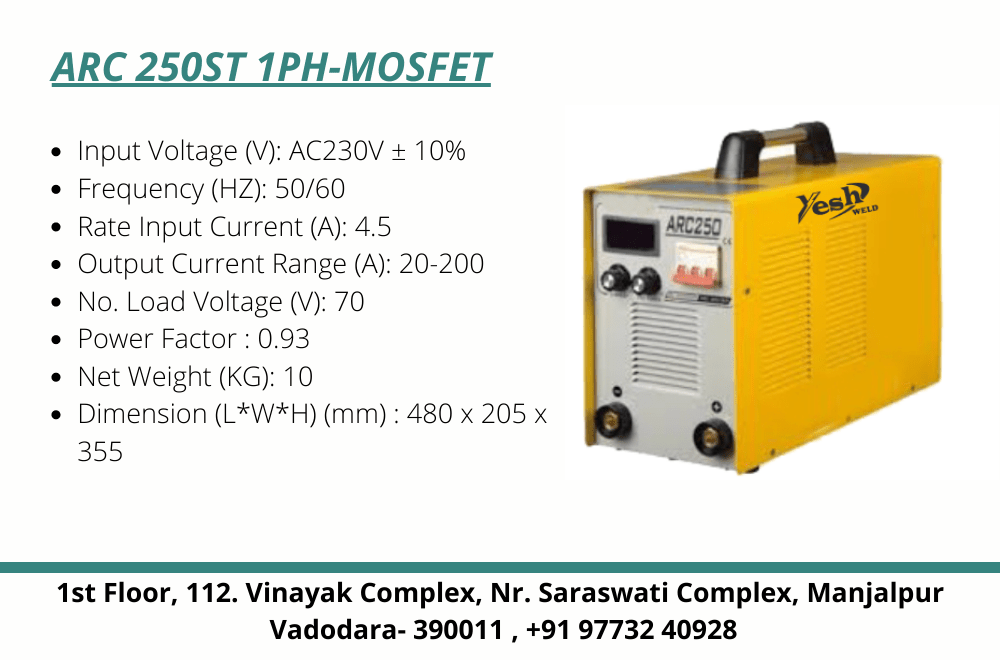 ARC 250ST 1PH-MOSFET
• Input Voltage (V): AC230V ± 10%
• Frequency (HZ): 50/60
• Rate Input Current (A): 4.5
• Output Current Range (A): 20-200
• No. Load Voltage (V): 70
• Power Factor : 0.93
• Net Weight (KG): 10
• Dimension (L*W*H) (mm) : 480 x 205 x
355
Yesh
WELD
ARC250
CE
- +
1st Floor, 112. Vinayak Complex, Nr. Saraswati Complex, Manjalpur
Vadodara- 390011 , +91 97732 40928